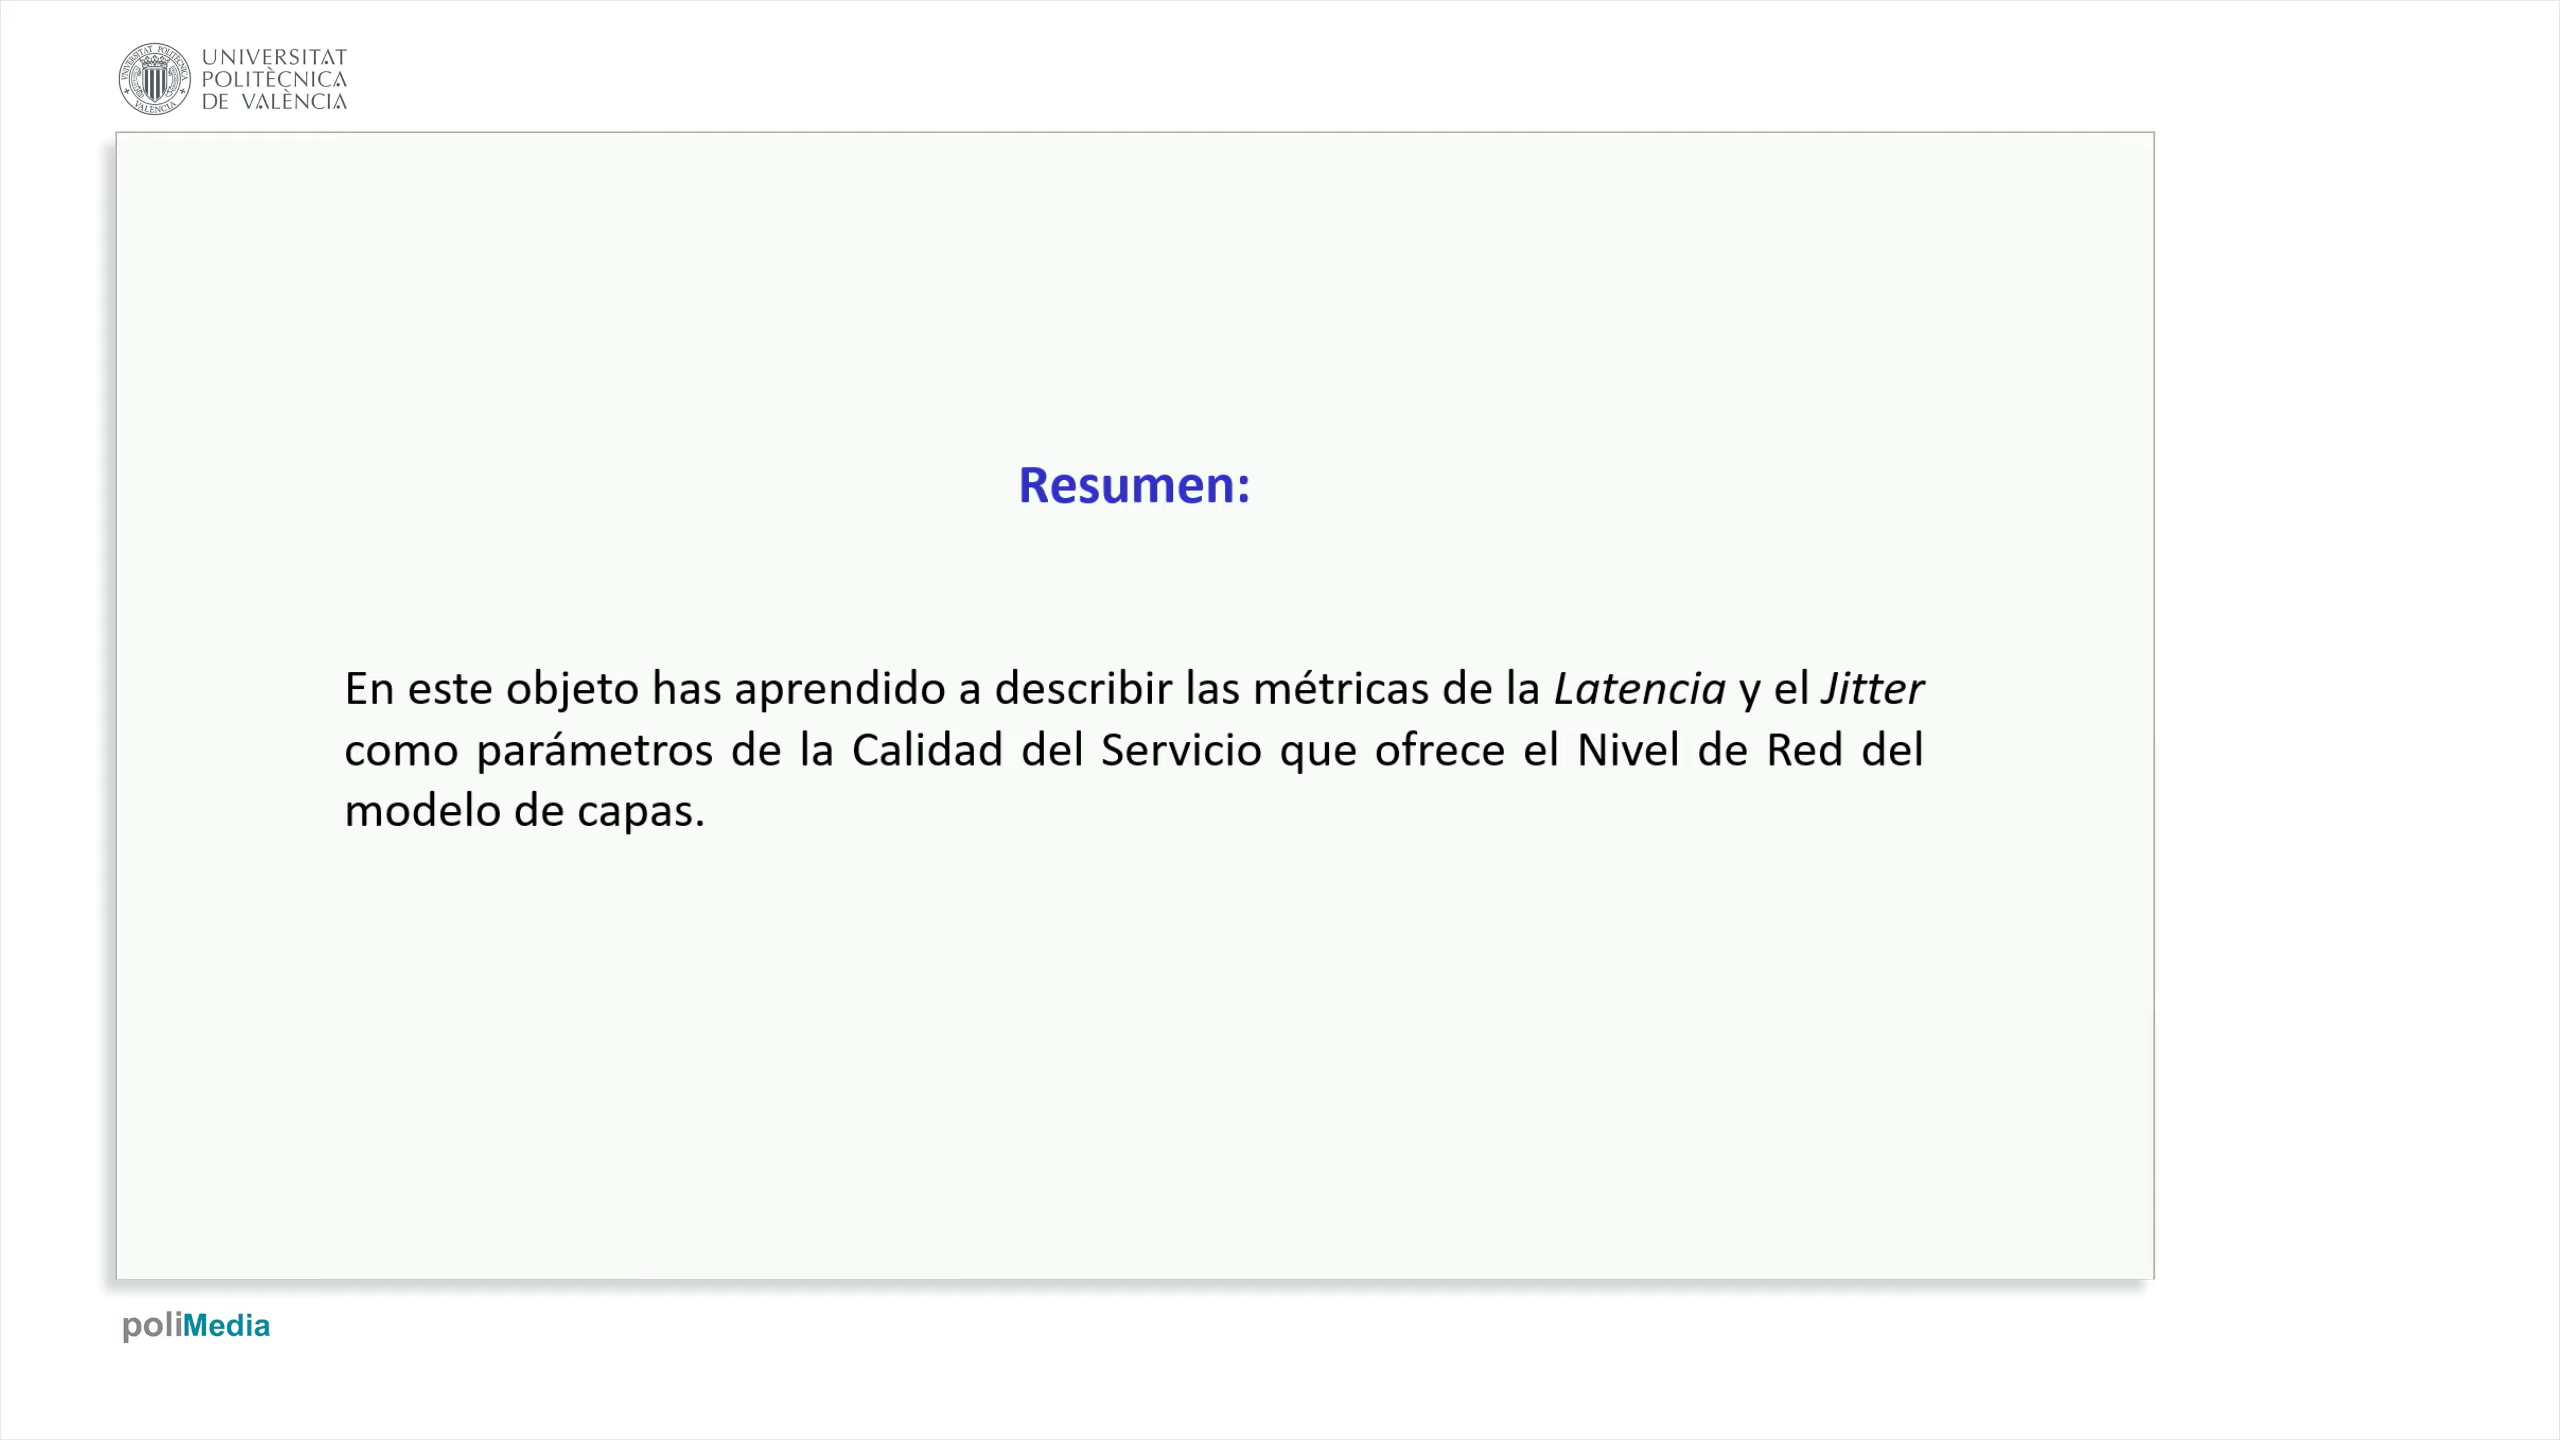 UNIVERSITAT
POLITÈCNICA
DE VALÈNCIA
Resumen:
En este objeto has aprendido a describir las métricas de la Latencia y el Jitter
como parámetros de la Calidad del Servicio que ofrece el Nivel de Red del
modelo de capas.
poliMedia